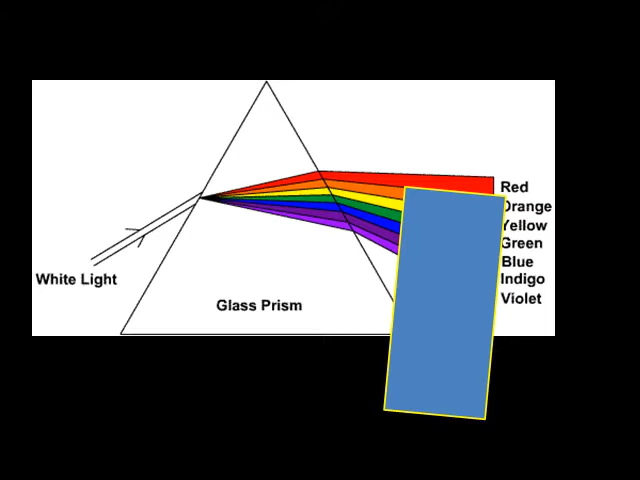 Red
Orange
Yellow
Green
Blue
Indigo
Violet
White Light
Glass Prism